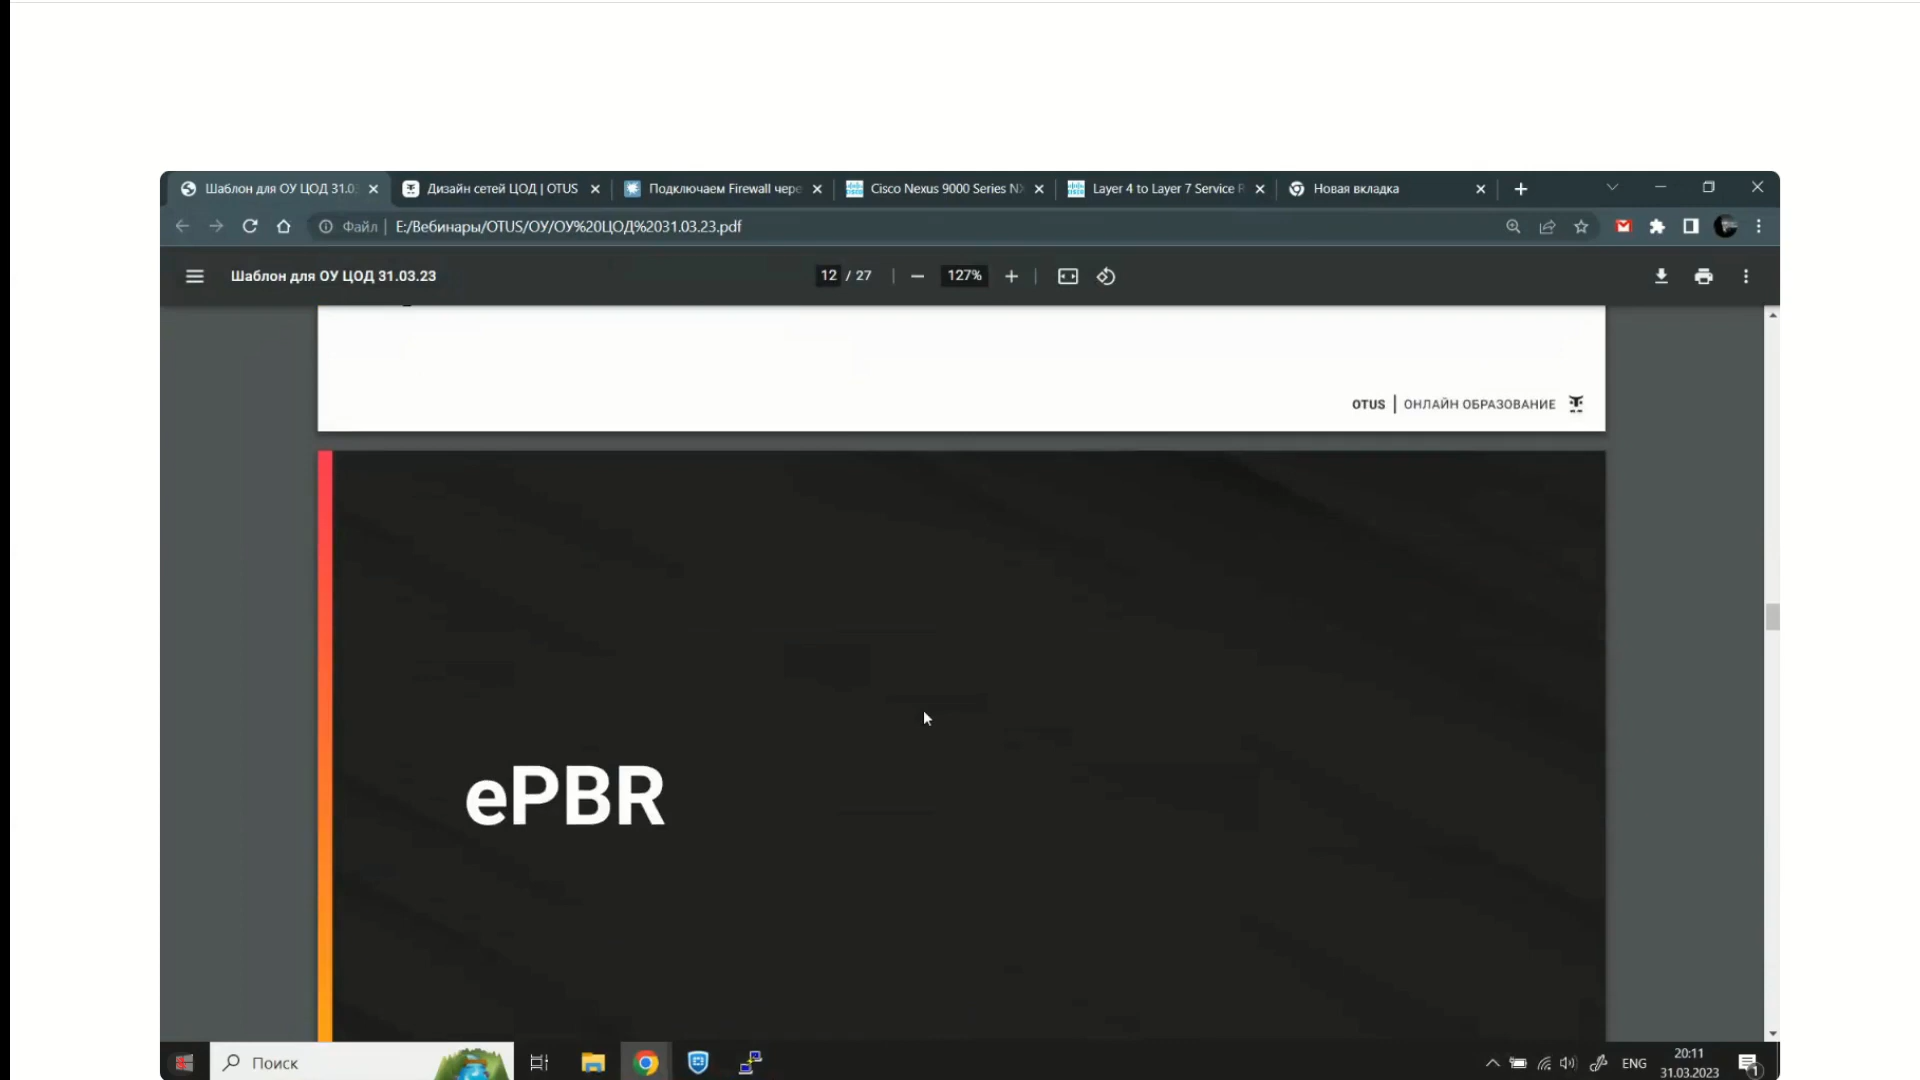 Шаблон для ОУ ЦОД 31.0
Дизайн сетей ЦОД | OTUS
Подключаем Firewall чере
Cisco Nexus 9000 Series NX
Layer 4 to Layer 7 Service R
Новая вкладка
Файл | E:/Вебинары/OTUS/ОУ/ОУ%20ЦОД%2031.03.23.pdf
Шаблон для ОУ ЦОД 31.03.23
12 / 27
127%
OTUS | ОНЛАЙН ОБРАЗОВАНИЕ
ePBR
Поиск
ENG
20:11
31.03.2023
1